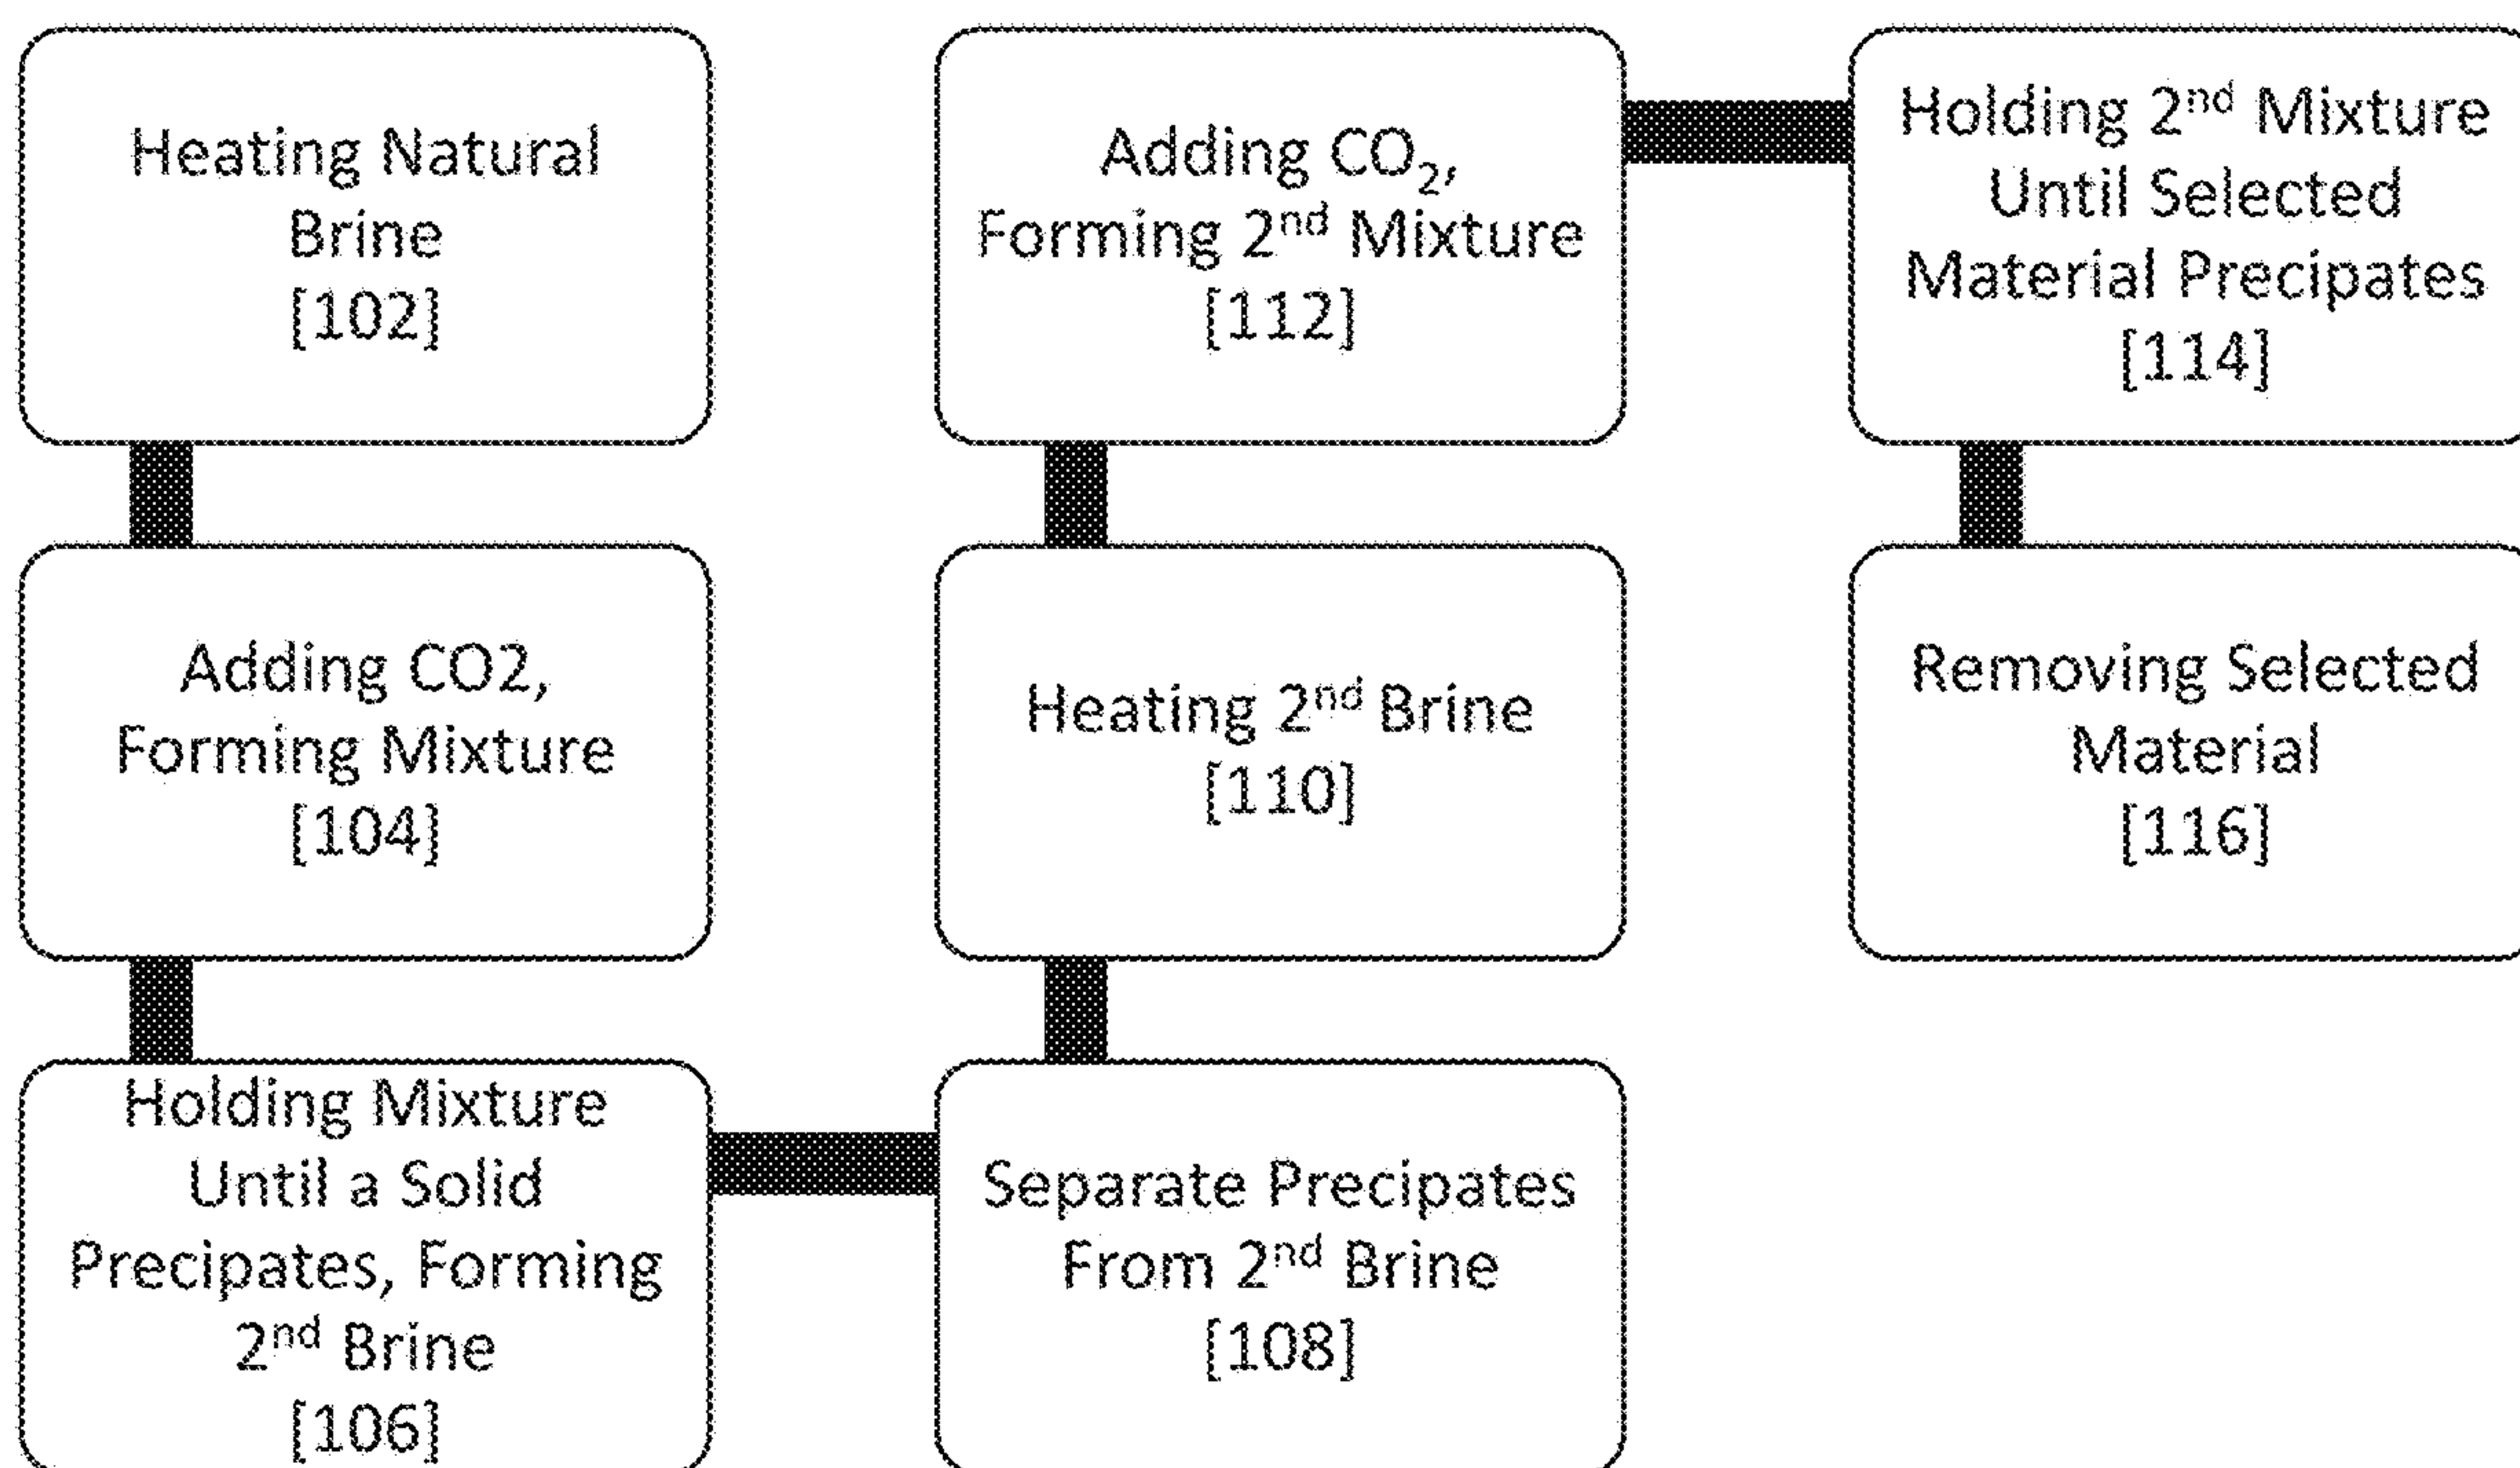 Heating Natural
Brine
[102]
Adding CO2,
Forming Mixture
[104]
Holding Mixture
Until a Solid
Precipates, Forming
2nd Brine
[106]
Separate Precipates
From 2nd Brine
[108]
Heating 2nd Brine
[110]
Adding CO₂,
Forming 2nd Mixture
[112]
Holding 2nd Mixture
Until Selected
Material Precipates
[114]
Removing Selected
Material
[116]